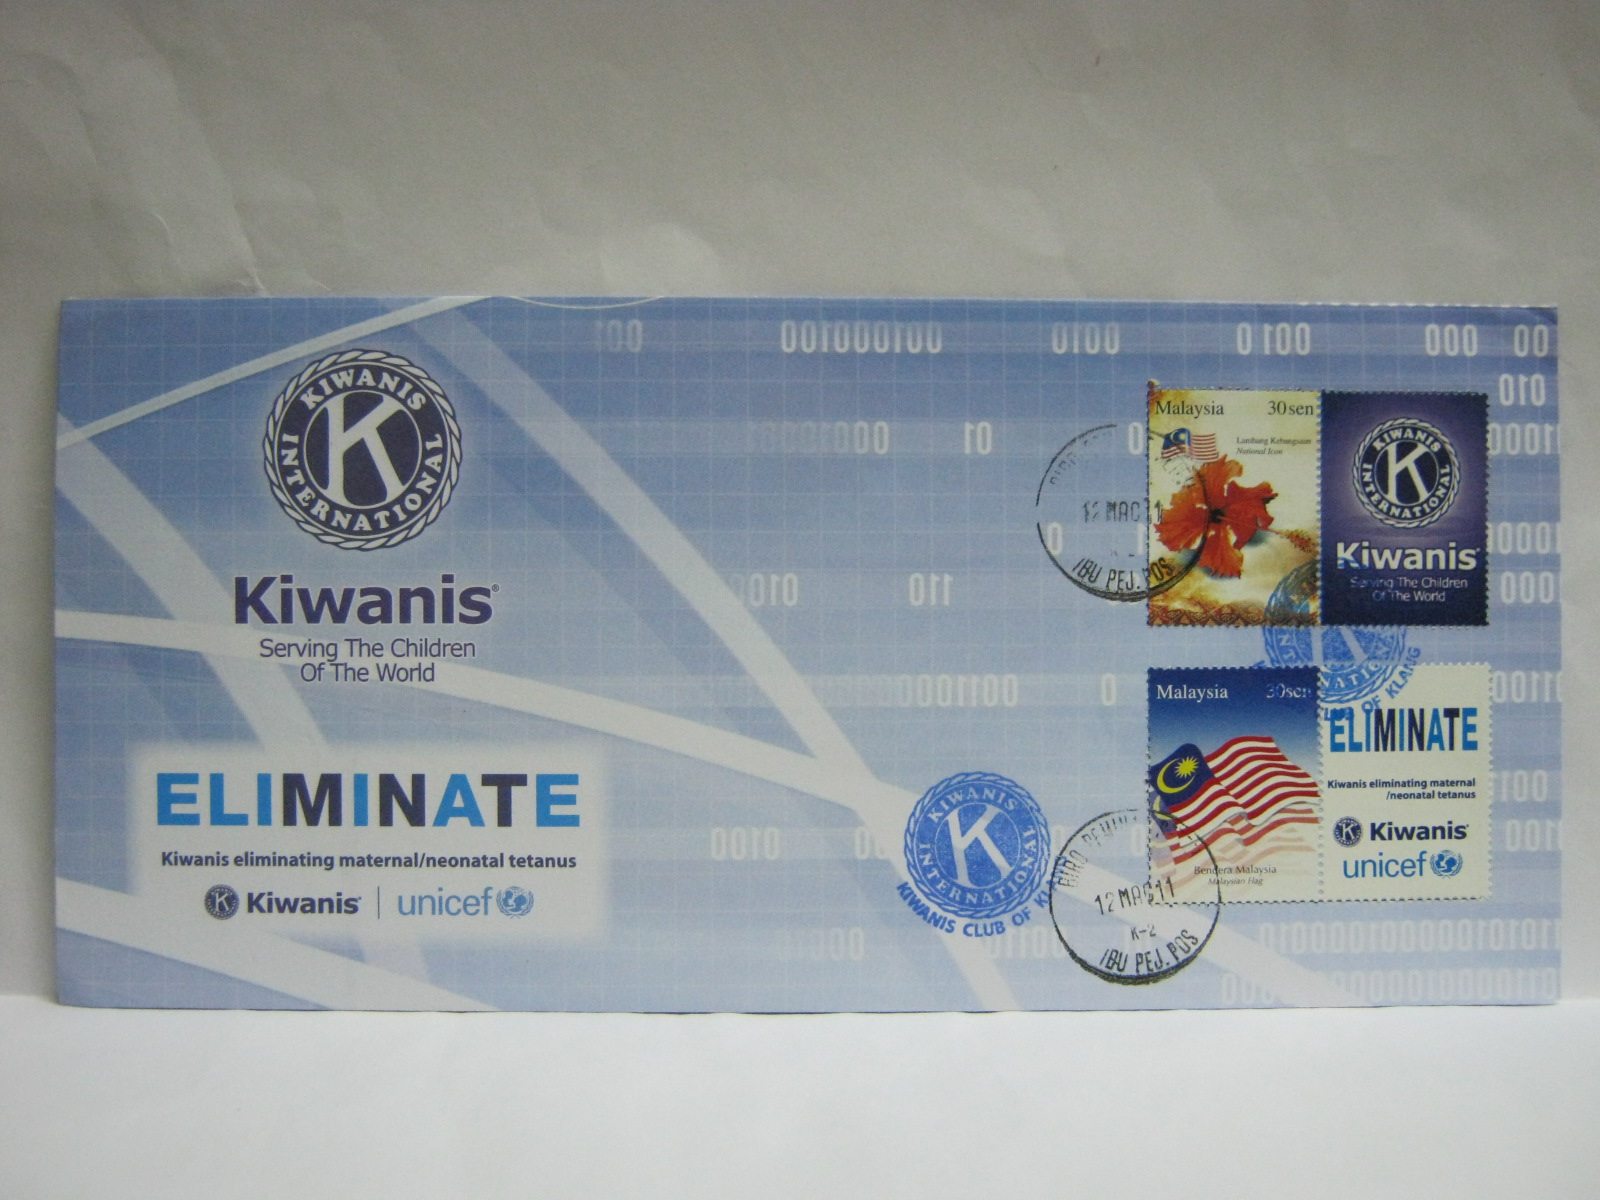 KIWANIS
INTERNATIONAL
K
Kiwanis®
Serving The Children
Of The World
ELIMINATE
Kiwanis eliminating maternal/neonatal tetanus
Kiwanis | unicef
Malaysia 30sen
Lambang Kebangsaan
National Icon
12 MAC 11
IBU PEJ. POS
KIWANIS
INTERNATIONAL
K
Kiwanis
Serving The Children
Of The World
CLUB OF KLANG
Malaysia 30sen
Bendera Malaysia
Malaysian Flag
ELIMINATE
Kiwanis eliminating maternal
/neonatal tetanus
Kiwanis
unicef
KIWANIS
INTERNATIONAL
K
KIWANIS CLUB OF
12 MAC 11
K-2
IBU PEJ. POS